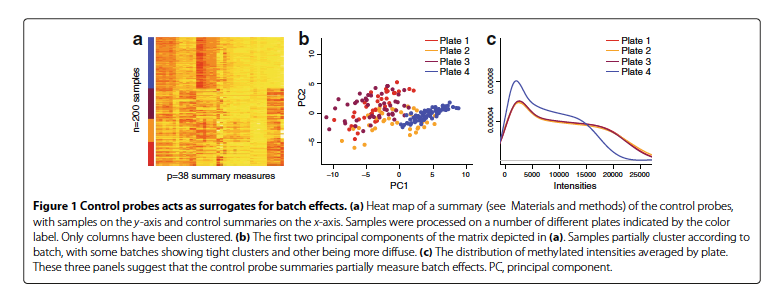 a
n=200 samples
p=38 summary measures
b
Plate 1
Plate 2
Plate 3
Plate 4
PC2
10
5
0
−5
−10
−5
0
5
10
PC1
c
Plate 1
Plate 2
Plate 3
Plate 4
0.00008
0.00004
0
5000
10000
15000
20000
25000
Intensities
Figure 1 Control probes acts as surrogates for batch effects. (a) Heat map of a summary (see Materials and methods) of the control probes,
with samples on the y-axis and control summaries on the x-axis. Samples were processed on a number of different plates indicated by the color
label. Only columns have been clustered. (b) The first two principal components of the matrix depicted in (a). Samples partially cluster according to
batch, with some batches showing tight clusters and other being more diffuse. (c) The distribution of methylated intensities averaged by plate.
These three panels suggest that the control probe summaries partially measure batch effects. PC, principal component.